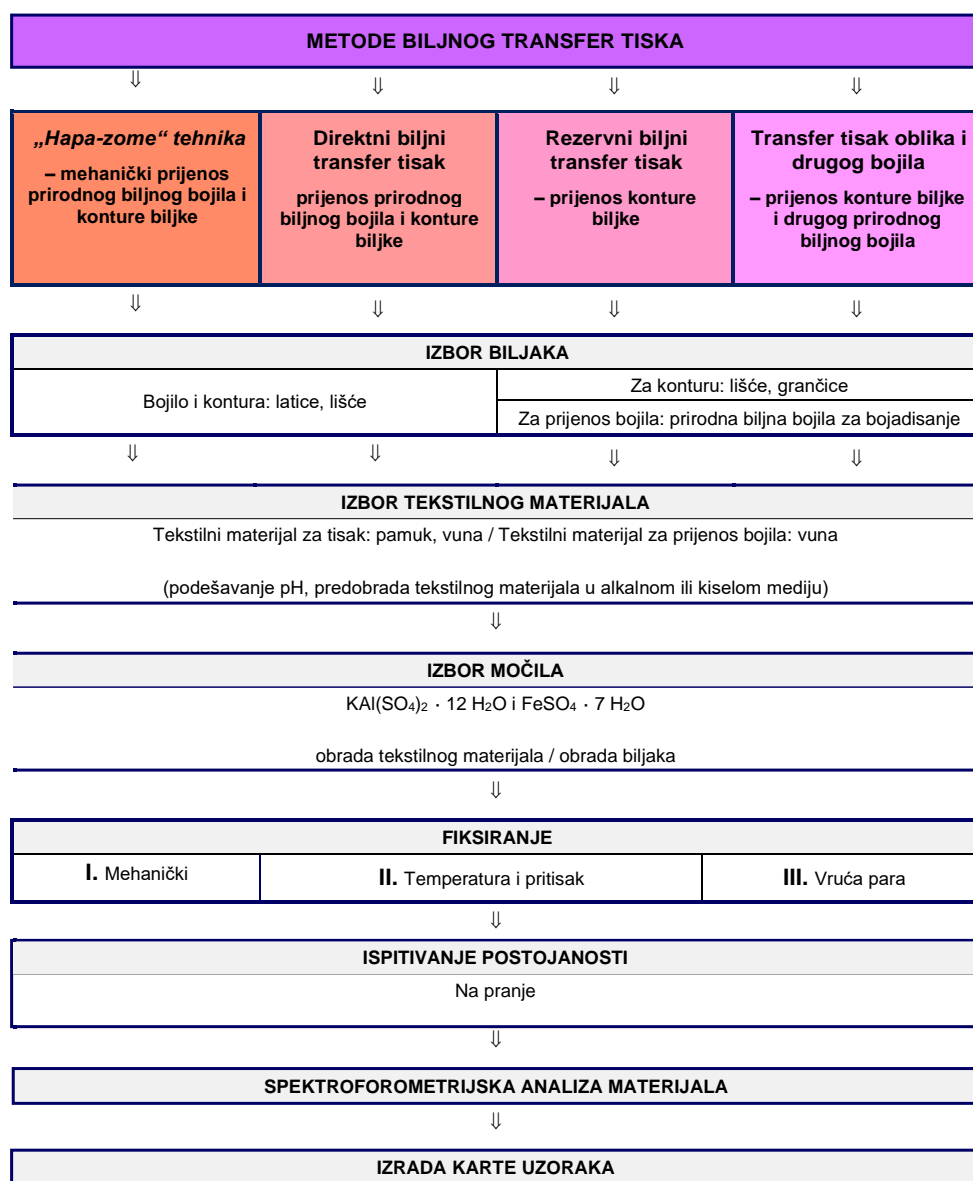 METODE BILJNOG TRANSFER TISKA
⇓ ⇓ ⇓ ⇓
„Hapa-zome“ tehnika
– mehanički prijenos
prirodnog biljnog bojila i
konture biljke
Direktni biljni
transfer tisak
prijenos prirodnog
biljnog bojila i konture
biljke
Rezervni biljni
transfer tisak
– prijenos konture
biljke
Transfer tisak oblika i
drugog bojila
– prijenos konture biljke
i drugog prirodnog
biljnog bojila
⇓ ⇓ ⇓ ⇓
IZBOR BILJAKA
Bojilo i kontura: latice, lišće
Za konturu: lišće, grančice
Za prijenos bojila: prirodna biljna bojila za bojadisanje
⇓ ⇓ ⇓ ⇓
IZBOR TEKSTILNOG MATERIJALA
Tekstilni materijal za tisak: pamuk, vuna / Tekstilni materijal za prijenos bojila: vuna
(podešavanje pH, predobrada tekstilnog materijala u alkalnom ili kiselom mediju)
⇓
IZBOR MOČILA
KAl(SO₄)₂ · 12 H₂O i FeSO₄ · 7 H₂O
obrada tekstilnog materijala / obrada biljaka
⇓
FIKSIRANJE
I. Mehanički
II. Temperatura i pritisak
III. Vruća para
⇓
ISPITIVANJE POSTOJANOSTI
Na pranje
⇓
SPEKTROFOROMETRIJSKA ANALIZA MATERIJALA
⇓
IZRADA KARTE UZORAKA